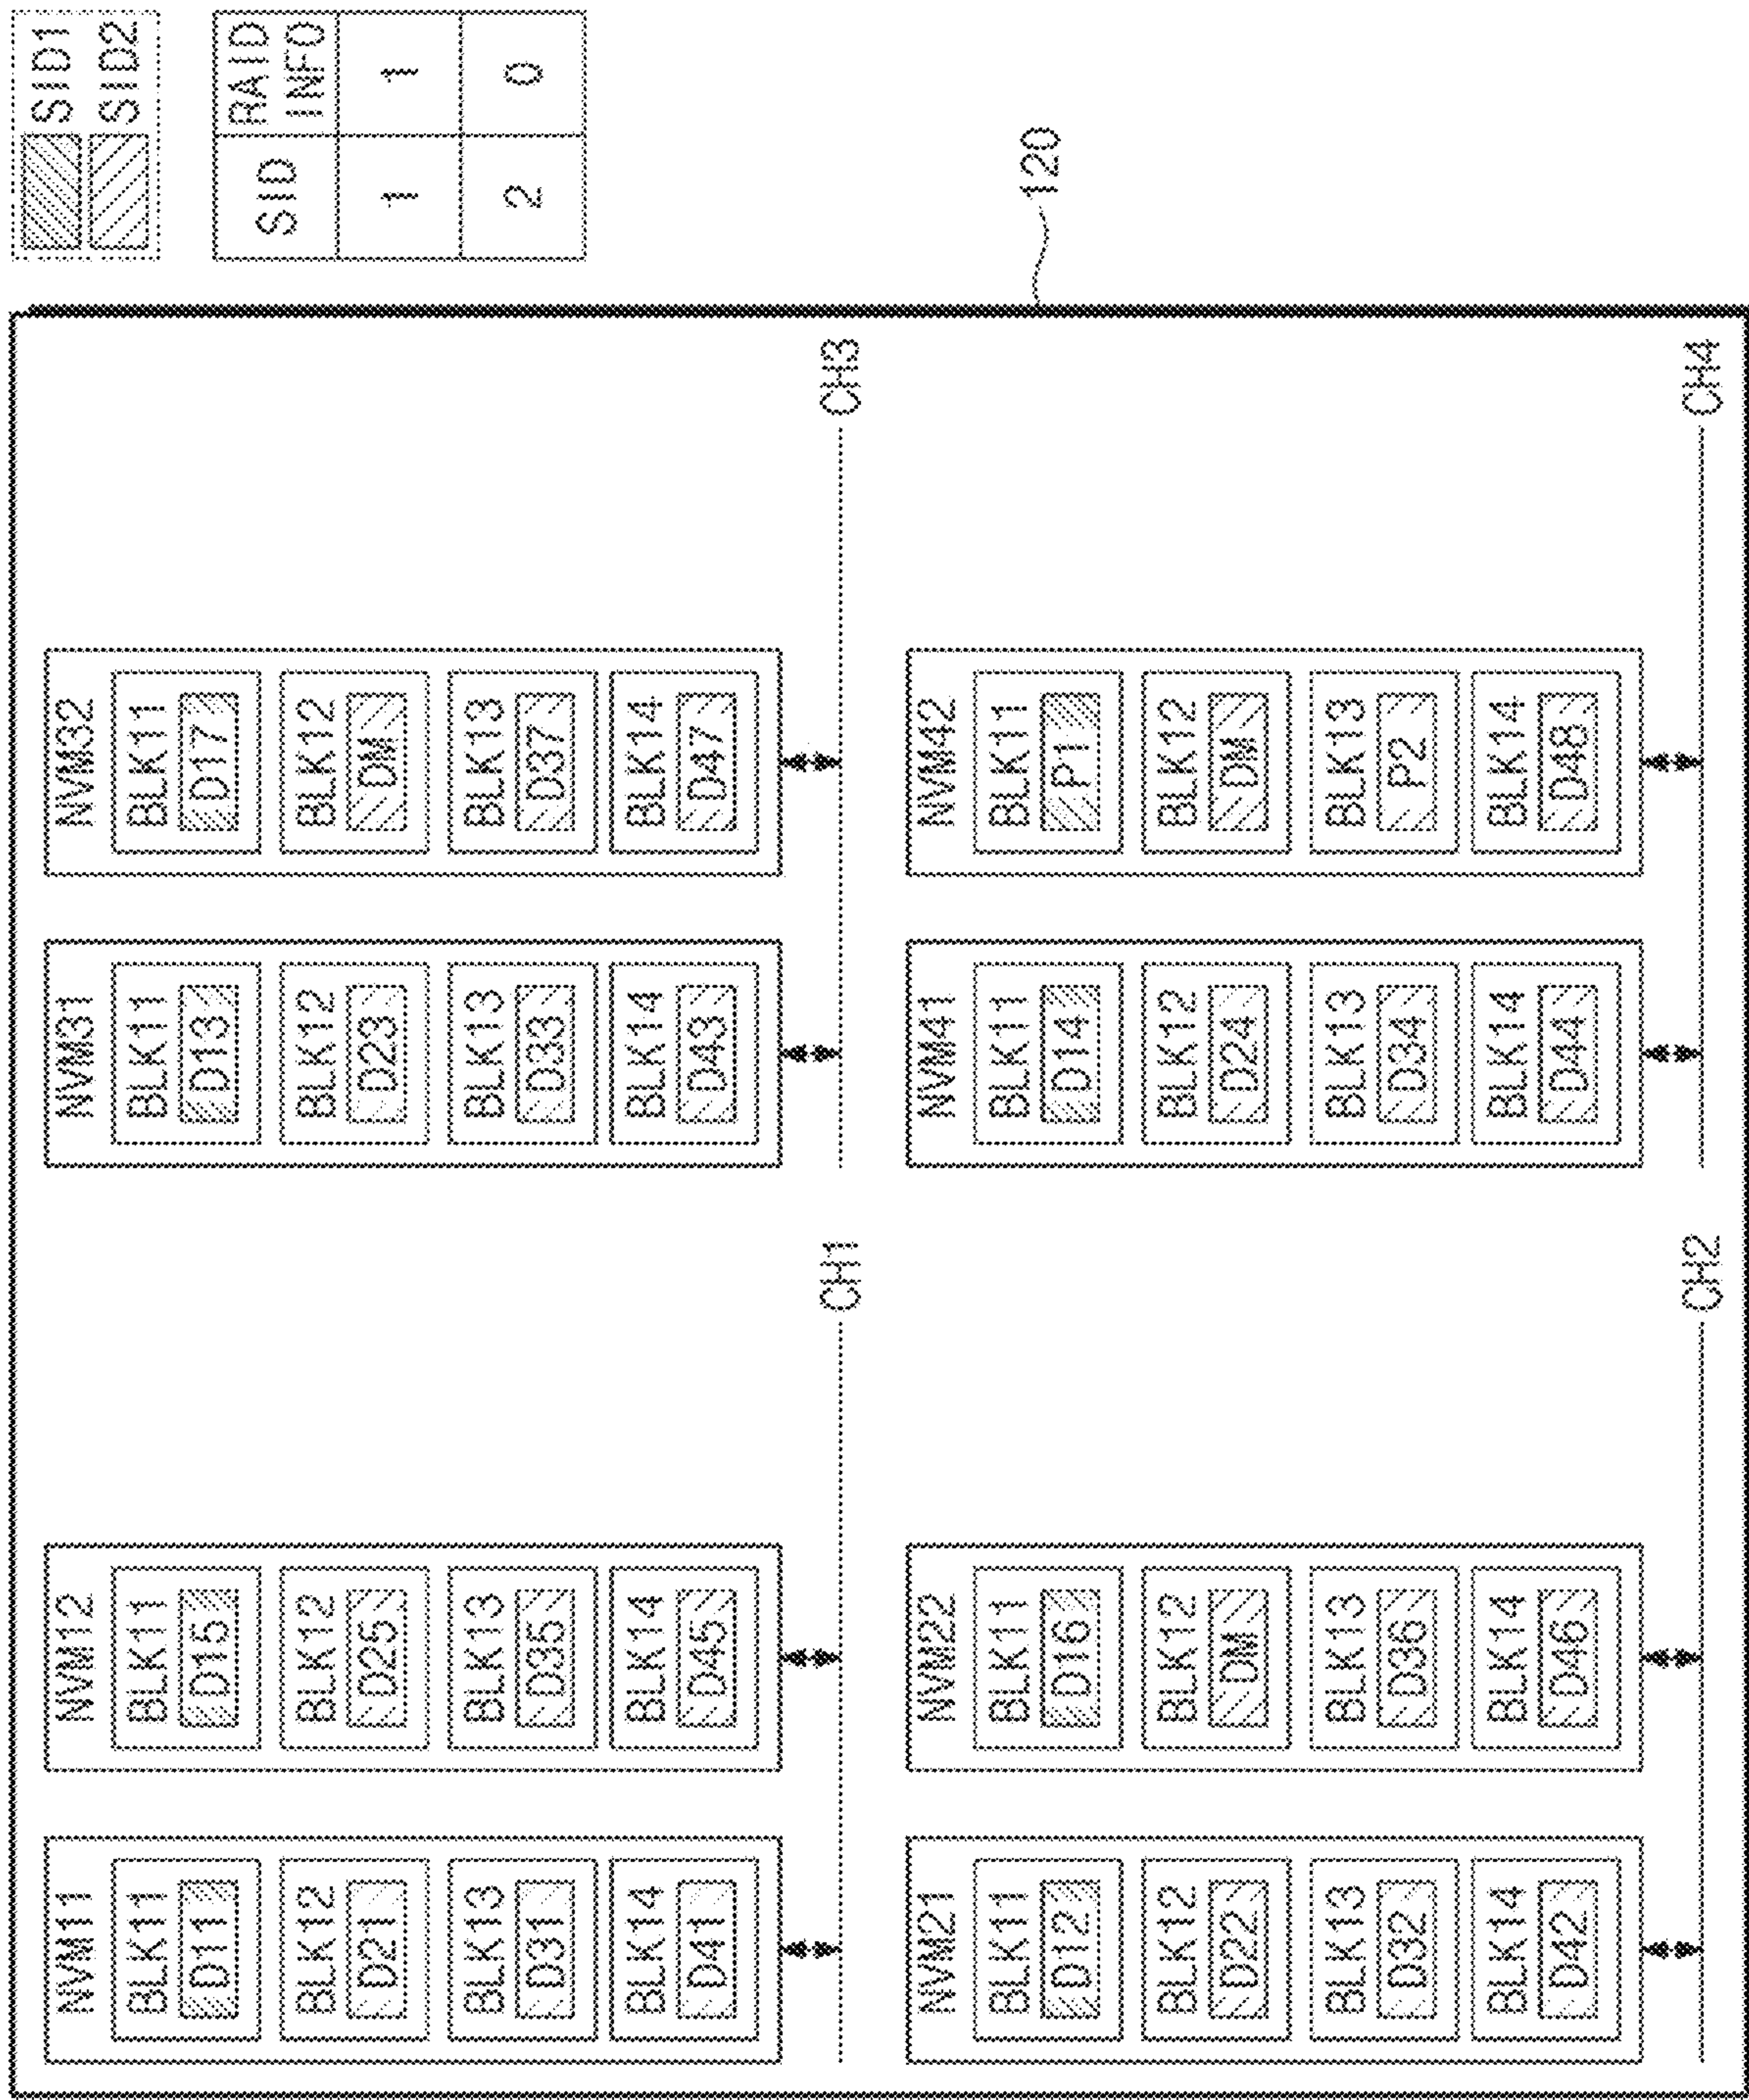 NVM11
BLK11
D11
BLK12
D21
BLK13
D31
BLK14
D41
NVM12
BLK11
D15
BLK12
D25
BLK13
D35
BLK14
D45
CH1
NVM31
BLK11
D13
BLK12
D23
BLK13
D33
BLK14
D43
NVM32
BLK11
D17
BLK12
DM
BLK13
D37
BLK14
D47
CH3
NVM21
BLK11
D12
BLK12
D22
BLK13
D32
BLK14
D42
NVM22
BLK11
D16
BLK12
DM
BLK13
D36
BLK14
D46
CH2
NVM41
BLK11
D14
BLK12
D24
BLK13
D34
BLK14
D44
NVM42
BLK11
P1
BLK12
DM
BLK13
P2
BLK14
D48
CH4
SID1
SID2
SID RAID INFO
1 1
2 0
120